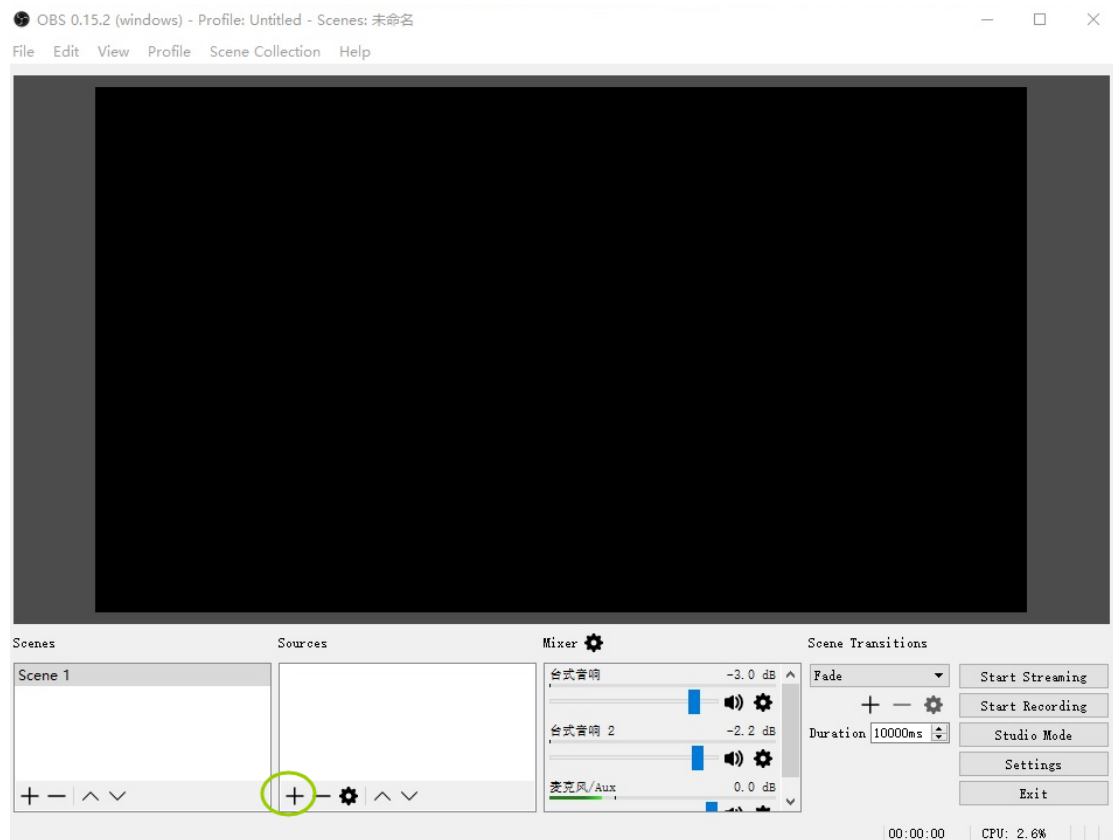 OBS 0.15.2 (windows) - Profile: Untitled - Scenes: 未命名
File Edit View Profile Scene Collection Help
Scenes Sources Mixer Scene Transitions
Scene 1 台式音响 -3.0 dB Fade Start Streaming
Start Recording
台式音响 2 -2.2 dB Duration 10000ms Studio Mode
Settings
麦克风/Aux 0.0 dB Exit
00:00:00 CPU: 2.6%